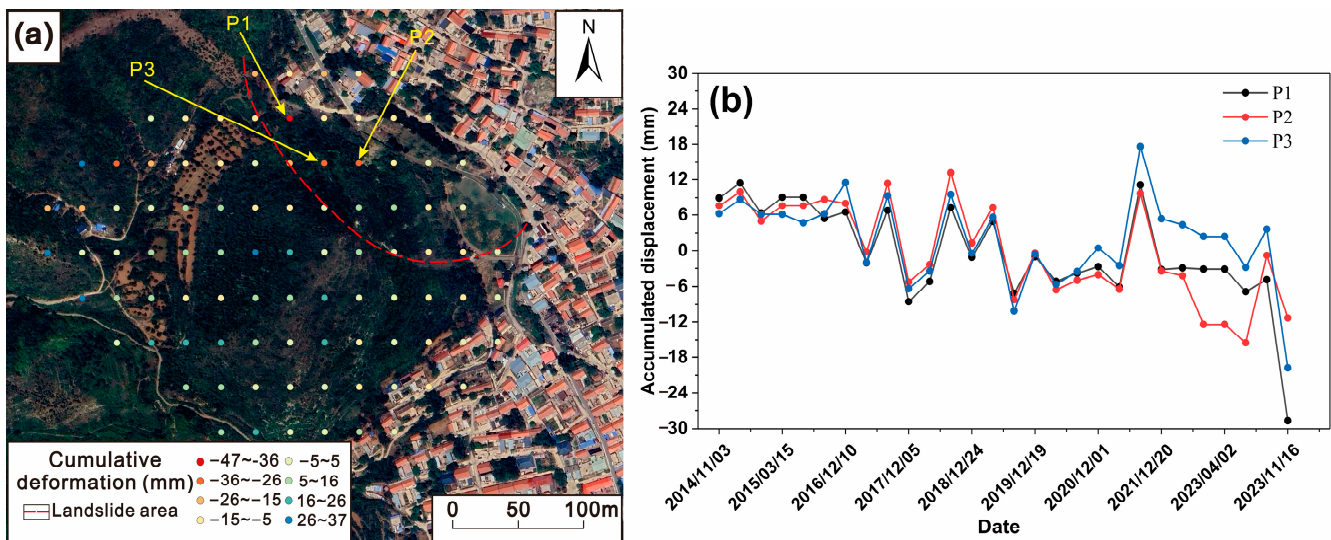 (a)
P1
P2
P3
N
Cumulative
deformation (mm)
Landslide area
−47~−36
−36~−26
−26~−15
−15~−5
−5~5
5~16
16~26
26~37
0 50 100m
(b)
P1
P2
P3
Accumulated displacement (mm)
30
24
18
12
6
0
−6
−12
−18
−24
−30
2014/11/03
2015/03/15
2016/12/10
2017/12/05
2018/12/24
2019/12/19
2020/12/01
2021/12/20
2023/04/02
2023/11/16
Date